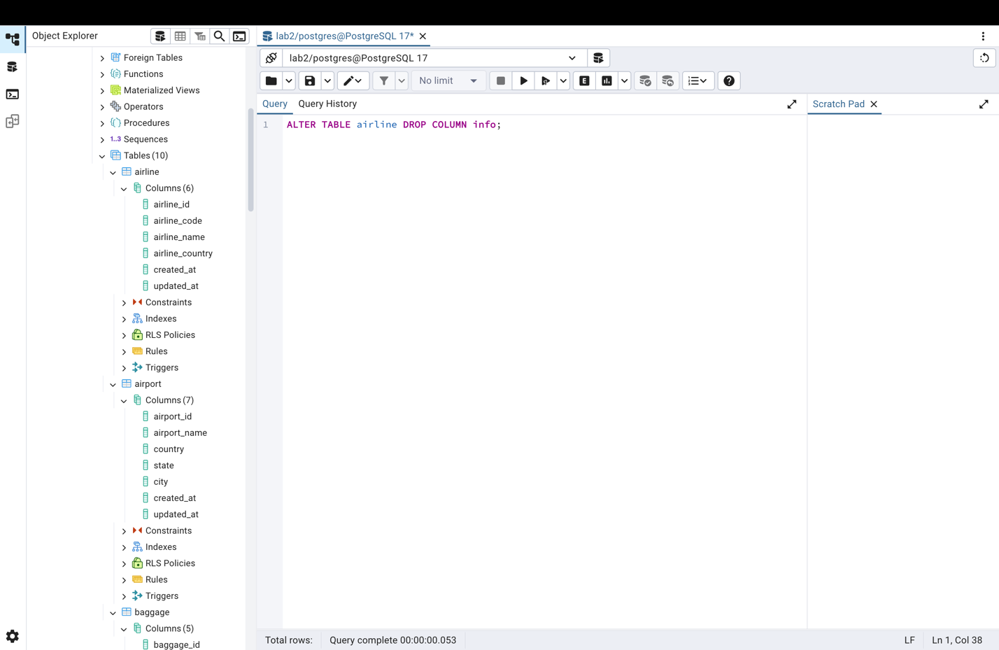 Object Explorer
Foreign Tables
Functions
Materialized Views
Operators
Procedures
1..3 Sequences
Tables (10)
airline
Columns (6)
airline_id
airline_code
airline_name
airline_country
created_at
updated_at
Constraints
Indexes
RLS Policies
Rules
Triggers
airport
Columns (7)
airport_id
airport_name
country
state
city
created_at
updated_at
Constraints
Indexes
RLS Policies
Rules
Triggers
baggage
Columns (5)
baggage_id
lab2/postgres@PostgreSQL 17*
lab2/postgres@PostgreSQL 17
No limit
E
Query Query History
Scratch Pad
1 ALTER TABLE airline DROP COLUMN info;
Total rows: Query complete 00:00:00.053 LF Ln 1, Col 38